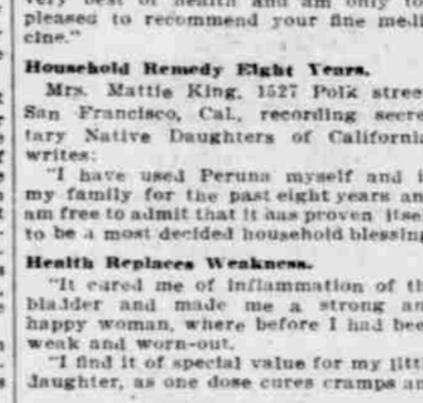 very best of health and am only too
pleased to recommend your fine medi
cine."
Household Remedy Eight Years.
Mrs. Mattie King, 1527 Polk stree
San Francisco, Cal., recording secre
tary Native Daughters of California
writes:
"I have used Peruna myself and i
my family for the past eight years an
am free to admit that it has proven itsel
to be a most decided household blessing
Health Replaces Weakness.
"It cured me of inflammation of th
bladder and made me a strong an
happy woman, where before I had bee
weak and worn-out.
"I find it of special value for my littl
daughter, as one dose cures cramps an